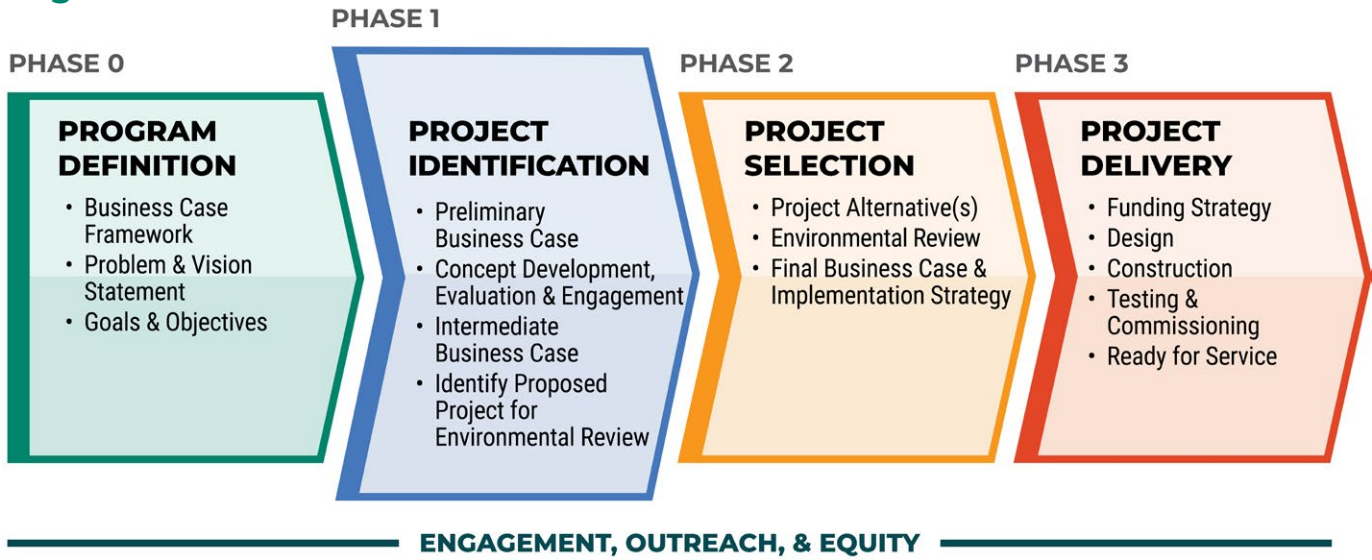 PHASE 0
PROGRAM
DEFINITION
• Business Case
Framework
• Problem & Vision
Statement
• Goals & Objectives
PHASE 1
PROJECT
IDENTIFICATION
• Preliminary
Business Case
• Concept Development,
Evaluation & Engagement
• Intermediate
Business Case
• Identify Proposed
Project for
Environmental Review
PHASE 2
PROJECT
SELECTION
• Project Alternative(s)
• Environmental Review
• Final Business Case &
Implementation Strategy
PHASE 3
PROJECT
DELIVERY
• Funding Strategy
• Design
• Construction
• Testing &
Commissioning
• Ready for Service
ENGAGEMENT, OUTREACH, & EQUITY